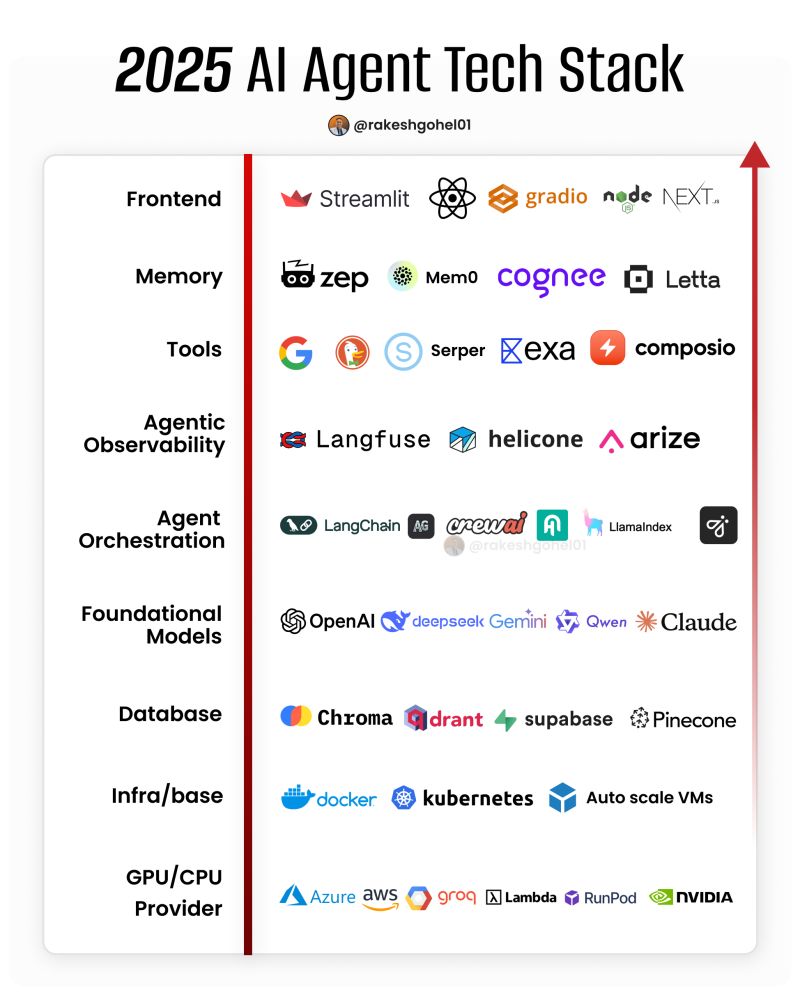 2025 AI Agent Tech Stack
@rakeshgohel01
Frontend
Streamlit gradio node JS NEXT.JS
Memory
zep Mem0 cognee Letta
Tools
G S Serper exa composio
Agentic
Observability
Langfuse helicone arize
Agent
Orchestration
LangChain AG crewai LlamaIndex
@rakeshgohel01
Foundational
Models
OpenAI deepseek Gemini Qwen Claude
Database
Chroma qdrant supabase Pinecone
Infra/base
docker kubernetes Auto scale VMs
GPU/CPU
Provider
Azure aws groq λ Lambda RunPod NVIDIA